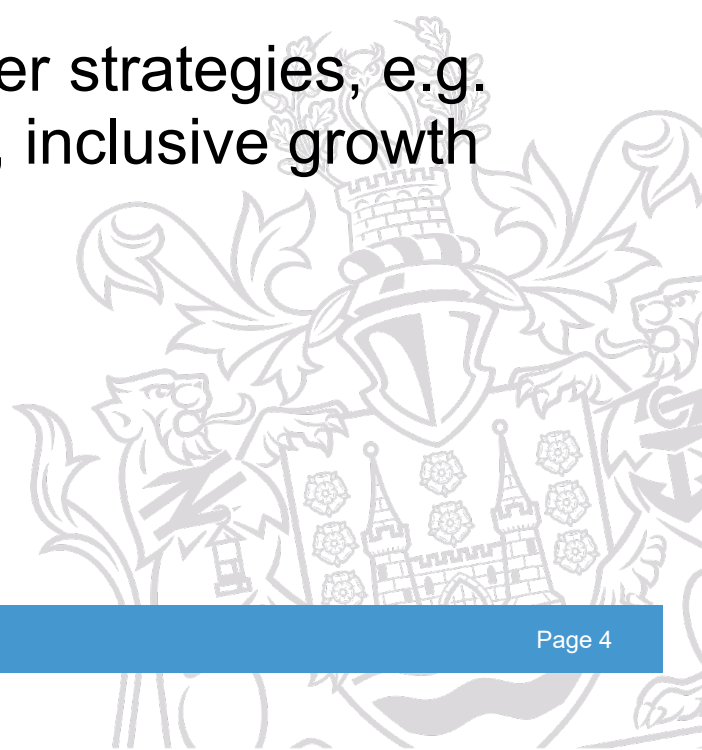 er strategies, e.g.
, inclusive growth
Page 4